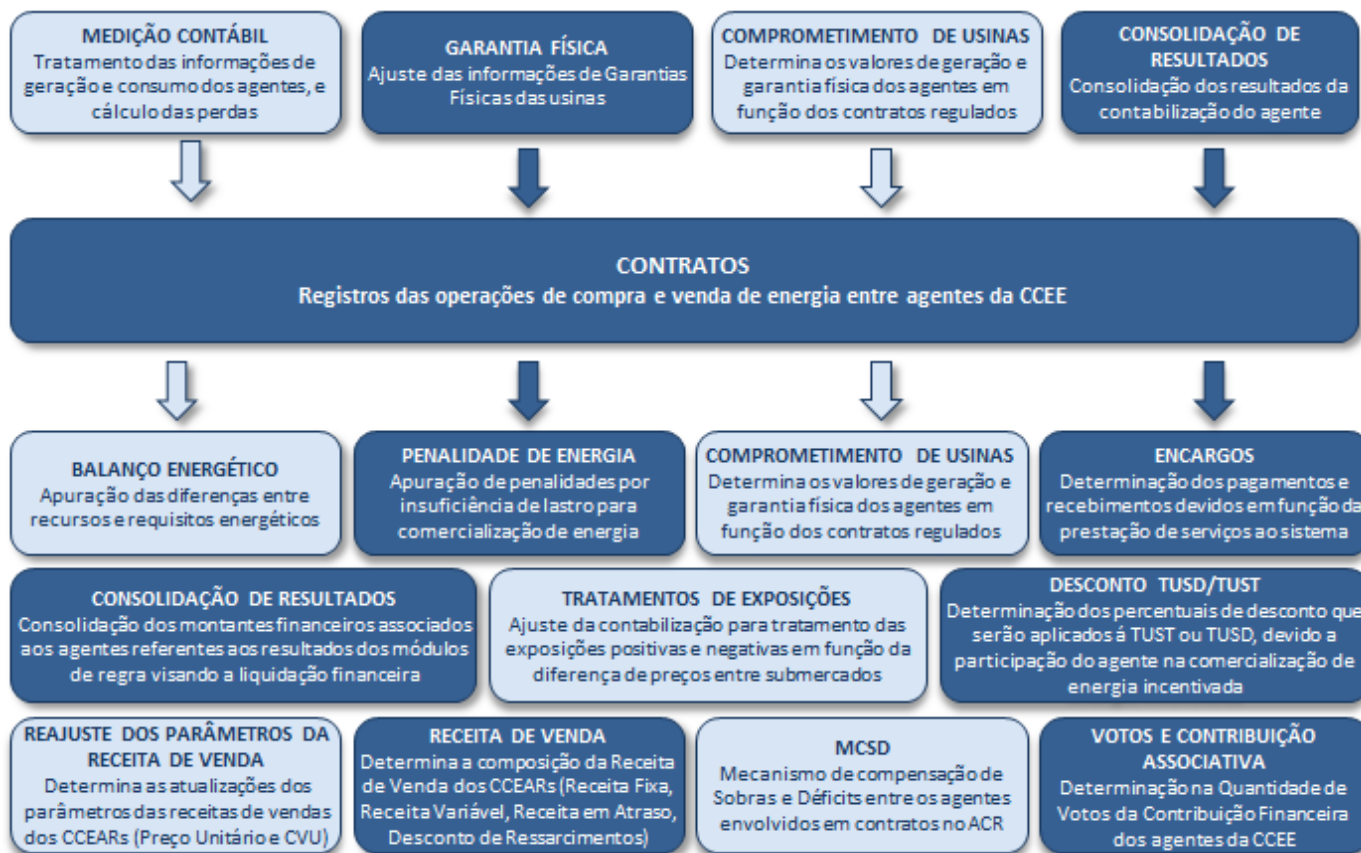 MEDIÇÃO CONTÁBIL
Tratamento das informações de
geração e consumo dos agentes, e
cálculo das perdas
GARANTIA FÍSICA
Ajuste das informações de Garantias
Físicas das usinas
COMPROMETIMENTO DE USINAS
Determina os valores de geração e
garantia física dos agentes em
função dos contratos regulados
CONSOLIDAÇÃO DE
RESULTADOS
Consolidação dos resultados da
contabilização do agente
CONTRATOS
Registros das operações de compra e venda de energia entre agentes da CCEE
BALANÇO ENERGÉTICO
Apuração das diferenças entre
recursos e requisitos energéticos
PENALIDADE DE ENERGIA
Apuração de penalidades por
insuficiência de lastro para
comercialização de energia
COMPROMETIMENTO DE USINAS
Determina os valores de geração e
garantia física dos agentes em
função dos contratos regulados
ENCARGOS
Determinação dos pagamentos e
recebimentos devidos em função da
prestação de serviços ao sistema
CONSOLIDAÇÃO DE RESULTADOS
Consolidação dos montantes financeiros associados
aos agentes referentes aos resultados dos módulos
de regra visando a liquidação financeira
TRATAMENTOS DE EXPOSIÇÕES
Ajuste da contabilização para tratamento das
exposições positivas e negativas em função da
diferença de preços entre submercados
DESCONTO TUSD/TUST
Determinação dos percentuais de desconto que
serão aplicados á TUST ou TUSD, devido a
participação do agente na comercialização de
energia incentivada
REAJUSTE DOS PARÂMETROS DA
RECEITA DE VENDA
Determina as atualizações dos
parâmetros das receitas de vendas
dos CCEARs (Preço Unitário e CVU)
RECEITA DE VENDA
Determina a composição da Receita
de Venda dos CCEARs (Receita Fixa,
Receita Variável, Receita em Atraso,
Desconto de Ressarcimentos)
MCSD
Mecanismo de compensação de
Sobras e Déficits entre os agentes
envolvidos em contratos no ACR
VOTOS E CONTRIBUIÇÃO
ASSOCIATIVA
Determinação na Quantidade de
Votos da Contribuição Financeira
dos agentes da CCEE